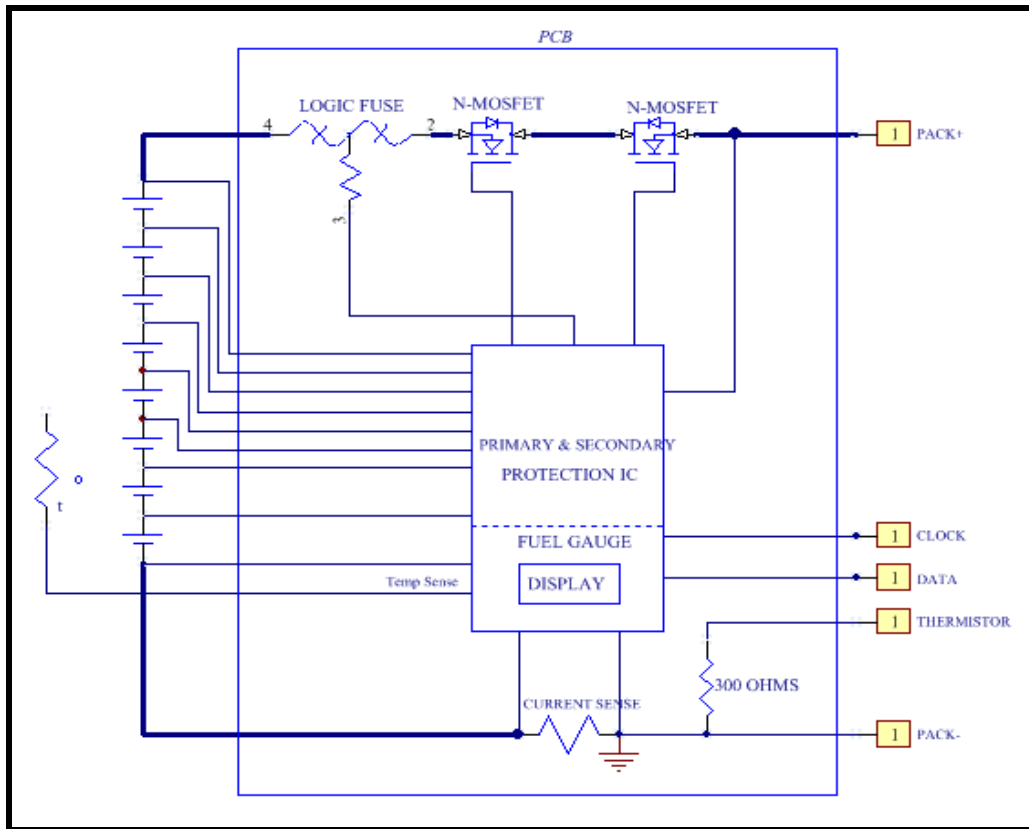 PCB
LOGIC FUSE
N-MOSFET
N-MOSFET
4
2
1
PACK+
3
PRIMARY & SECONDARY
PROTECTION IC
o
t
FUEL GAUGE
1
CLOCK
Temp Sense
DISPLAY
1
DATA
1
THERMISTOR
300 OHMS
CURRENT SENSE
1
PACK-